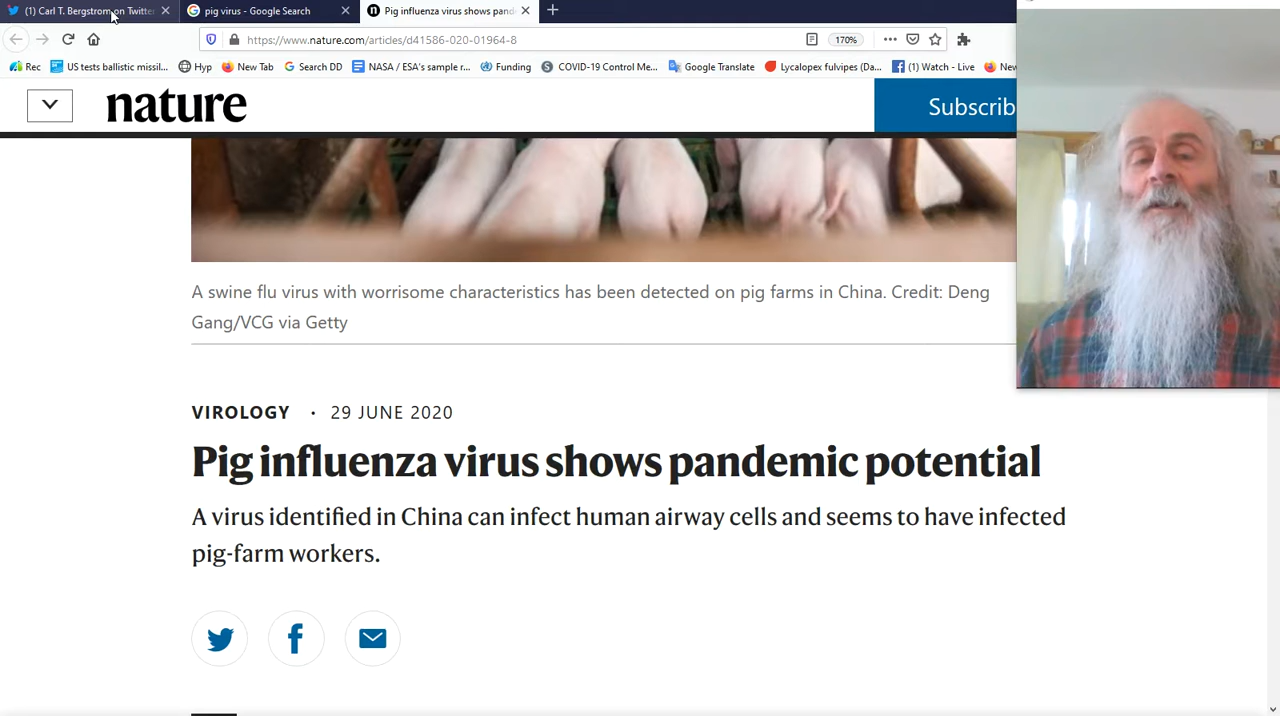 (1) Carl T. Bergstrom on Twitte
pig virus - Google Search
Pig influenza virus shows pand
https://www.nature.com/articles/d41586-020-01964-8
170%
Rec
US tests ballistic missil...
Hyp
New Tab
Search DD
NASA / ESA's sample r...
Funding
COVID-19 Control Me...
Google Translate
Lycalopex fulvipes (Da...
(1) Watch - Live
New
nature
Subscrib
A swine flu virus with worrisome characteristics has been detected on pig farms in China. Credit: Deng
Gang/VCG via Getty
VIROLOGY · 29 JUNE 2020
Pig influenza virus shows pandemic potential
A virus identified in China can infect human airway cells and seems to have infected
pig-farm workers.